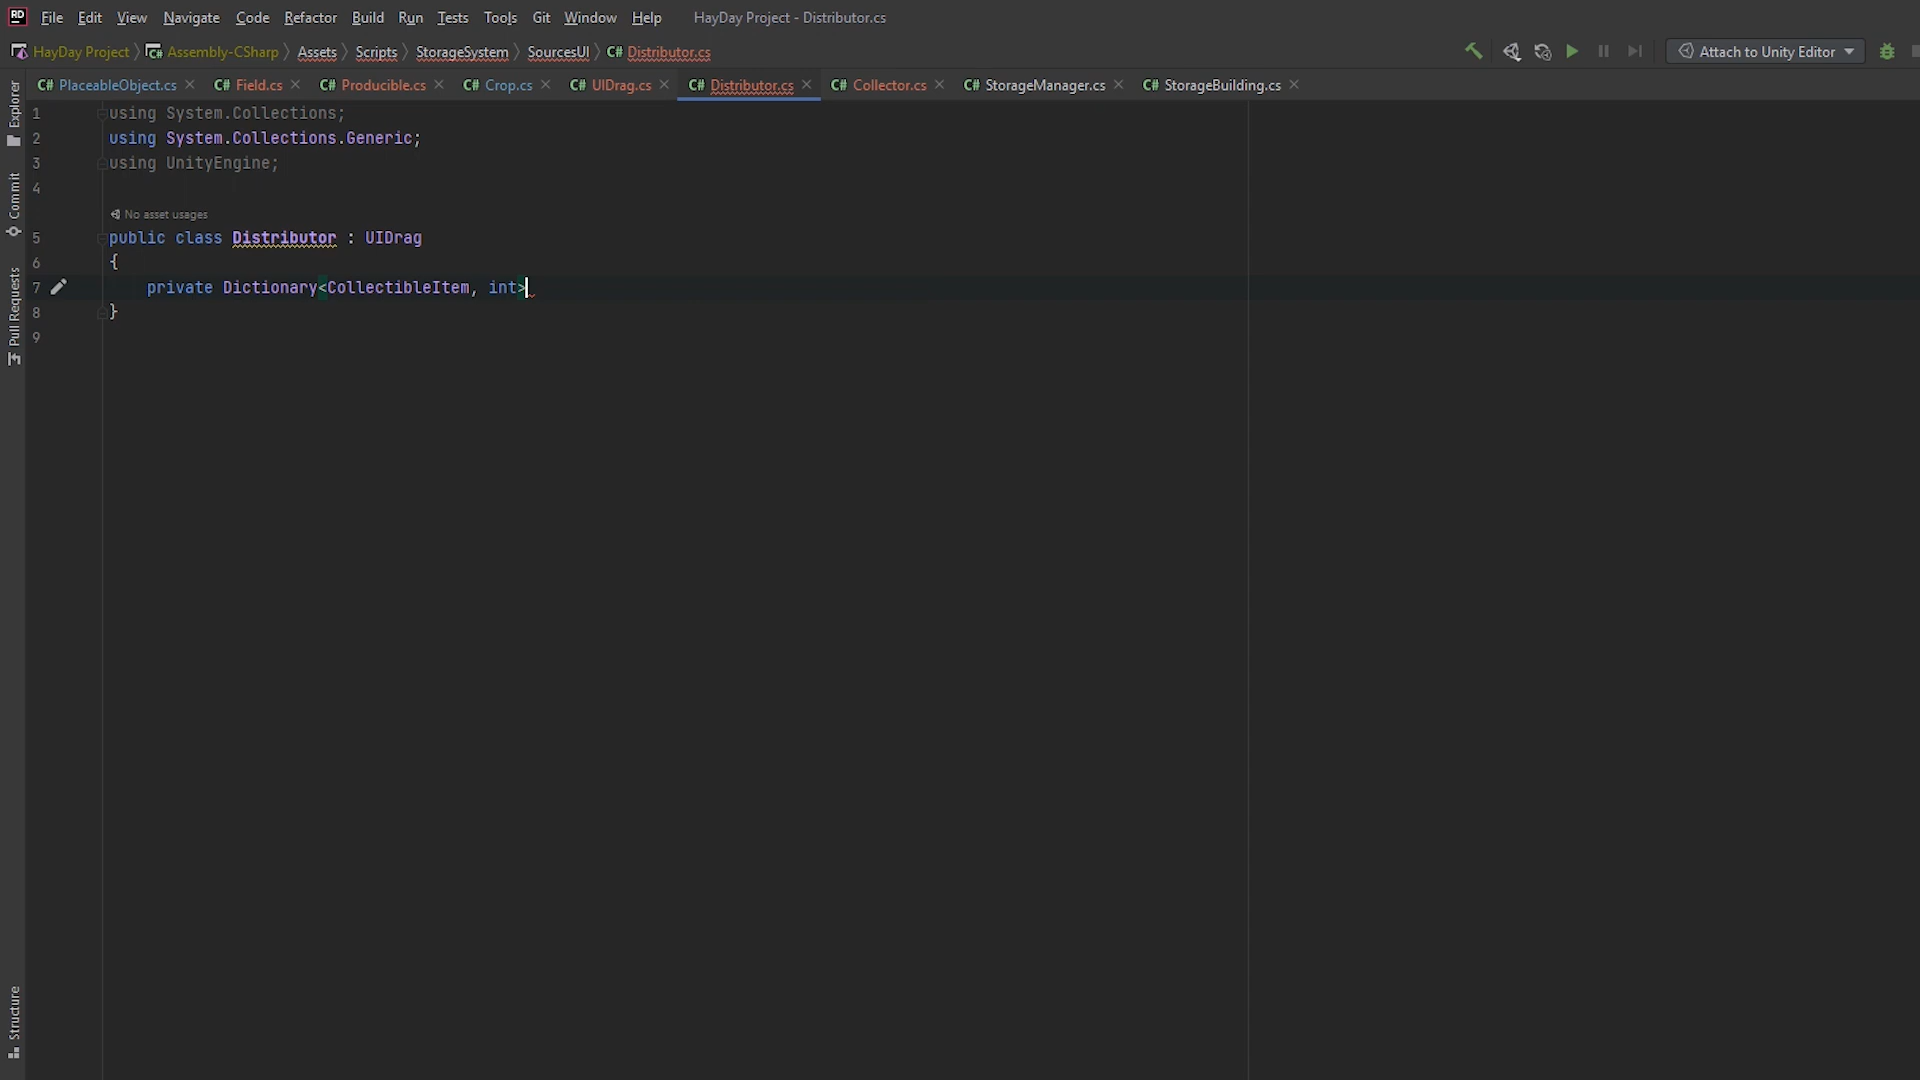 RD File Edit View Navigate Code Refactor Build Run Tests Tools Git Window Help HayDay Project - Distributor.cs
HayDay Project Assembly-CSharp Assets Scripts StorageSystem SourcesUI C# Distributor.cs Attach to Unity Editor
C# PlaceableObject.cs C# Field.cs C# Producible.cs C# Crop.cs C# UIDrag.cs C# Distributor.cs C# Collector.cs C# StorageManager.cs C# StorageBuilding.cs
Explorer
Commit
Pull Requests
Structure
1 using System.Collections;
2 using System.Collections.Generic;
3 using UnityEngine;
4
No asset usages
5 public class Distributor : UIDrag
6 {
7 private Dictionary<CollectibleItem, int>
8 }
9